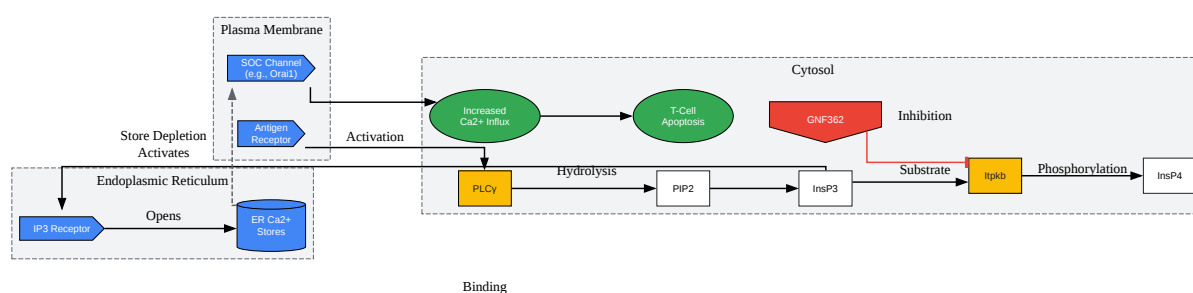 Plasma Membrane
SOC Channel
(e.g., Orai1)
Antigen
Receptor
Cytosol
Increased
Ca2+ Influx
T-Cell
Apoptosis
GNF362
Inhibition
Store Depletion
Activates
Activation
Hydrolysis
Substrate
Phosphorylation
PLCγ
PIP2
InsP3
Itpkb
InsP4
Endoplasmic Reticulum
IP3 Receptor
Opens
ER Ca2+
Stores
Binding